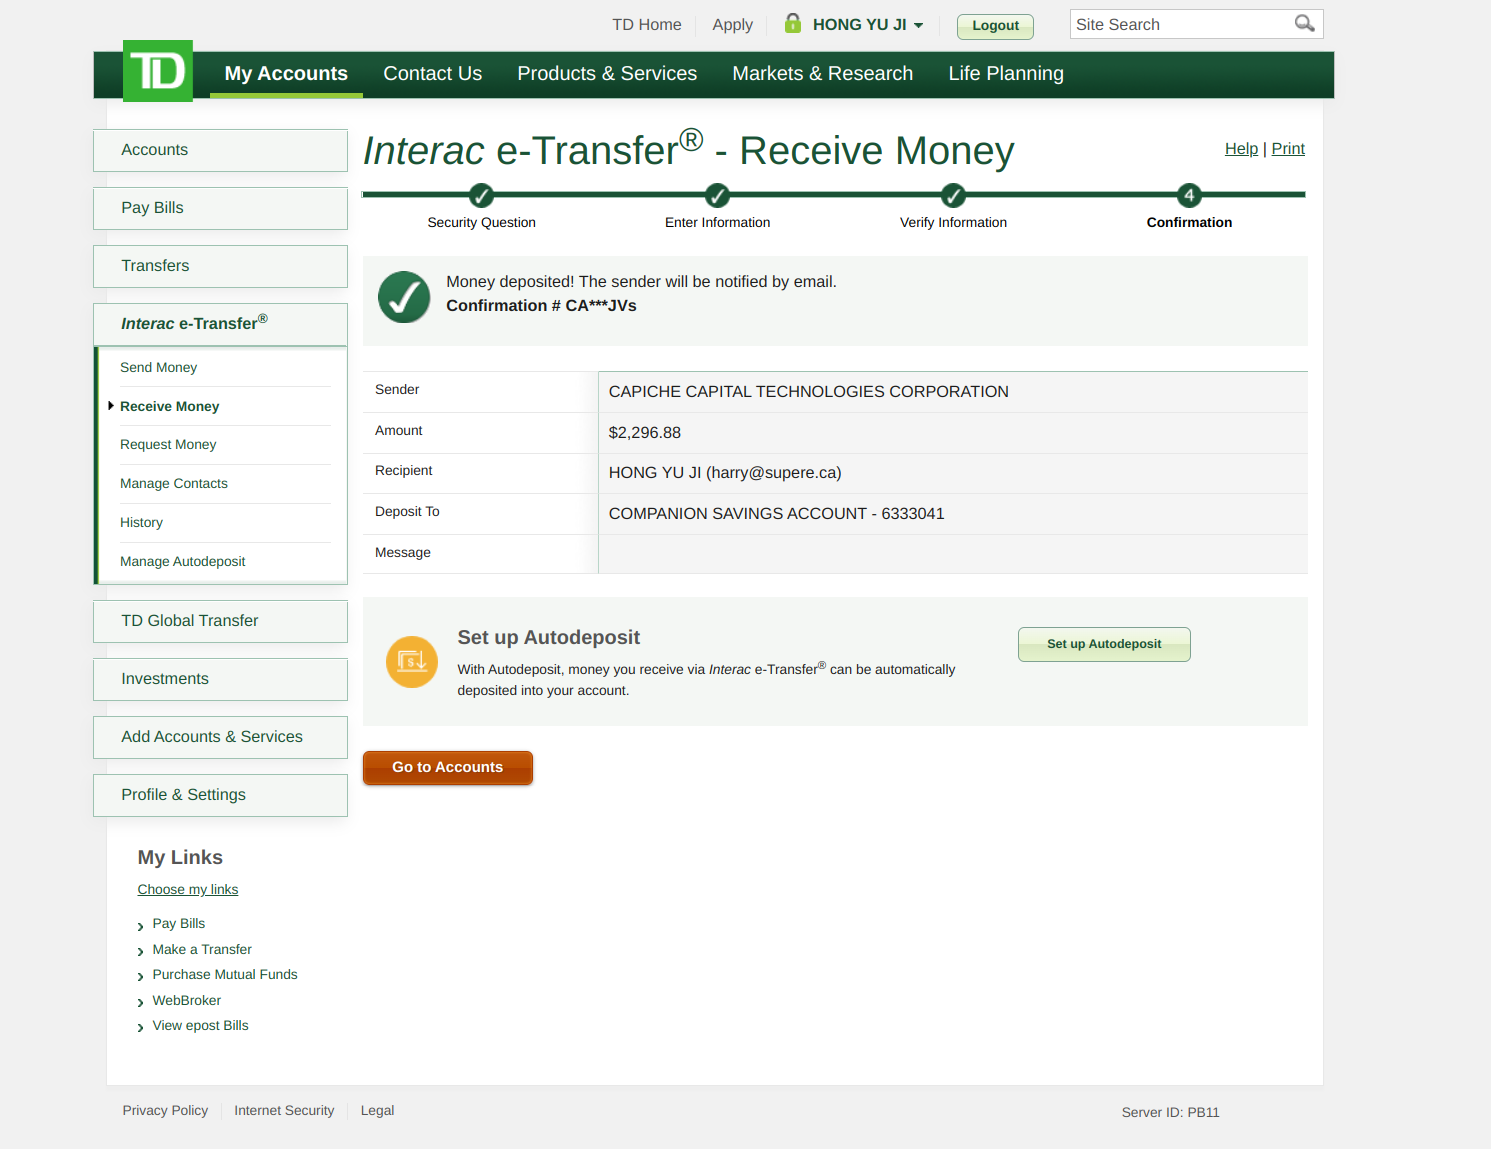 TD Home
Apply
HONG YU JI
Logout
Site Search
TD
My Accounts
Contact Us
Products & Services
Markets & Research
Life Planning
Accounts
Pay Bills
Transfers
Interac e-Transfer®
Send Money
Receive Money
Request Money
Manage Contacts
History
Manage Autodeposit
TD Global Transfer
Investments
Add Accounts & Services
Profile & Settings
My Links
Choose my links
Pay Bills
Make a Transfer
Purchase Mutual Funds
WebBroker
View epost Bills
Interac e-Transfer® - Receive Money
Help | Print
Security Question
Enter Information
Verify Information
4
Confirmation
Money deposited! The sender will be notified by email.
Confirmation # CA***JVs
Sender
CAPICHE CAPITAL TECHNOLOGIES CORPORATION
Amount
$2,296.88
Recipient
HONG YU JI (harry@supere.ca)
Deposit To
COMPANION SAVINGS ACCOUNT - 6333041
Message
$
Set up Autodeposit
With Autodeposit, money you receive via Interac e-Transfer® can be automatically
deposited into your account.
Set up Autodeposit
Go to Accounts
Privacy Policy
Internet Security
Legal
Server ID: PB11